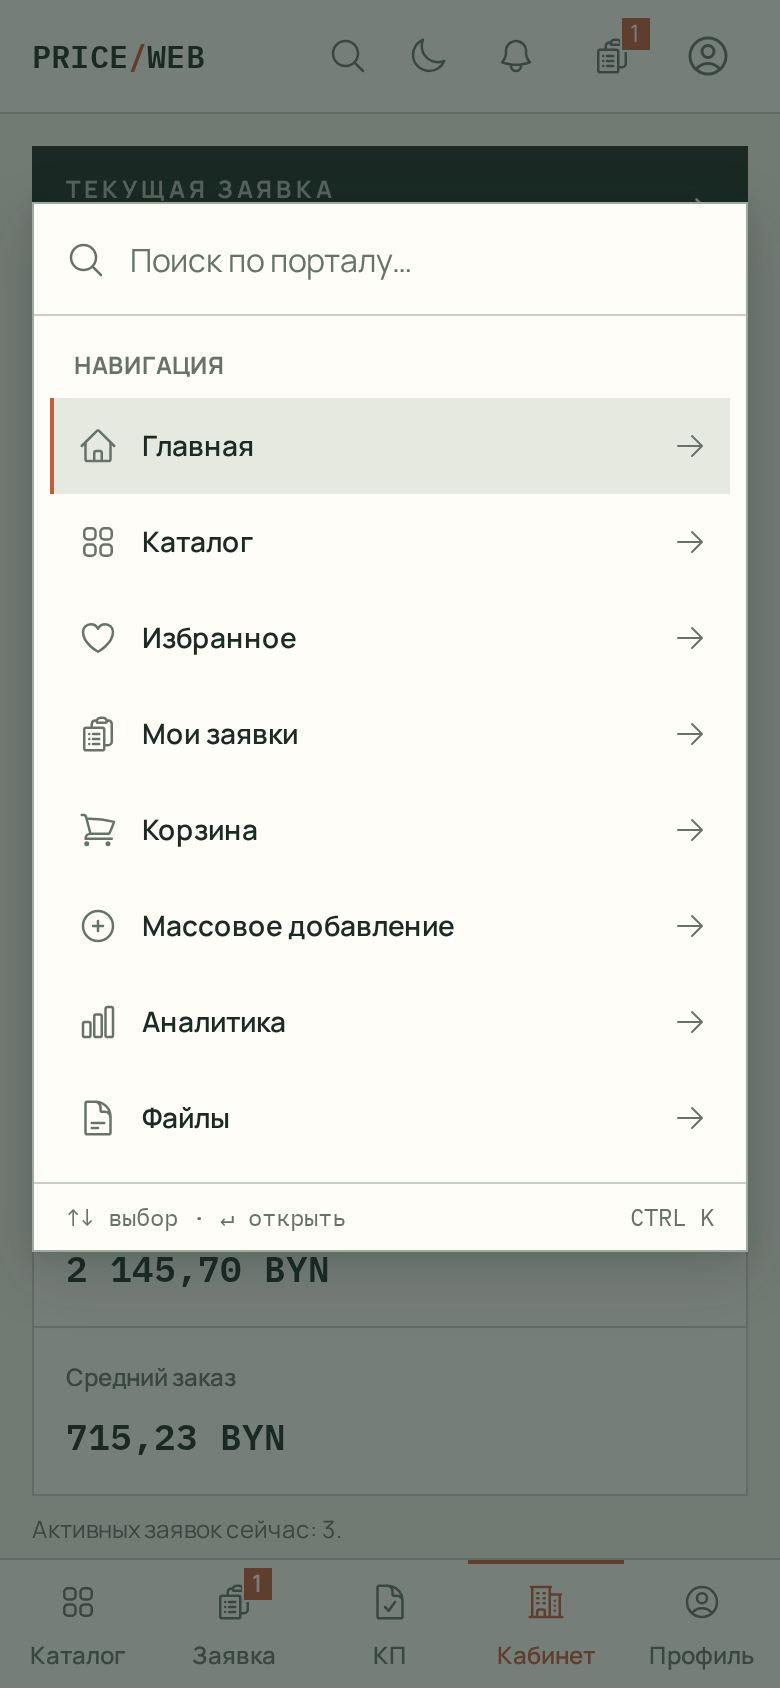 PRICE/WEB
1
ТЕКУЩАЯ ЗАЯВКА
Поиск по порталу...
НАВИГАЦИЯ
Главная
Каталог
Избранное
Мои заявки
Корзина
Массовое добавление
Аналитика
Файлы
↑↓ выбор · ↵ открыть
CTRL K
2 145,70 BYN
Средний заказ
715,23 BYN
Активных заявок сейчас: 3.
1
Каталог
Заявка
КП
Кабинет
Профиль